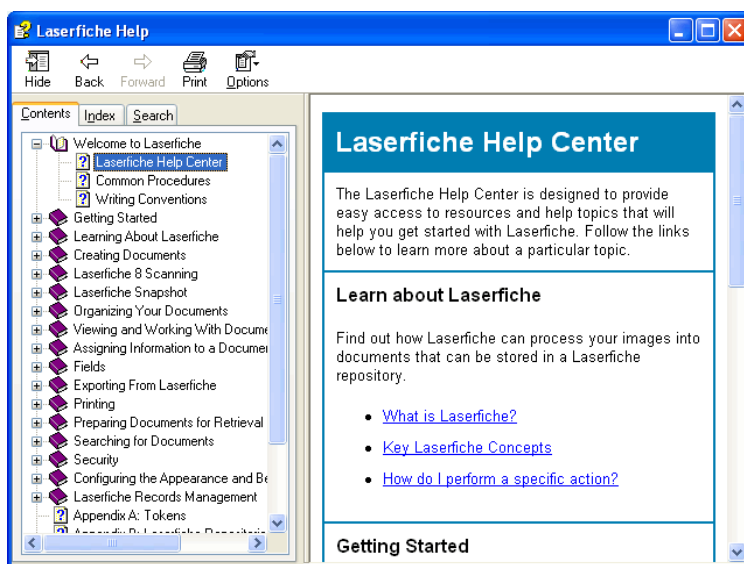 Laserfiche Help
Hide Back Forward Print Options
Contents Index Search
Welcome to Laserfiche
Laserfiche Help Center
Common Procedures
Writing Conventions
Getting Started
Learning About Laserfiche
Creating Documents
Laserfiche 8 Scanning
Laserfiche Snapshot
Organizing Your Documents
Viewing and Working With Docume
Assigning Information to a Documen
Fields
Exporting From Laserfiche
Printing
Preparing Documents for Retrieval
Searching for Documents
Security
Configuring the Appearance and Be
Laserfiche Records Management
Appendix A: Tokens
Appendix B: Laserfiche
Laserfiche Help Center
The Laserfiche Help Center is designed to provide
easy access to resources and help topics that will
help you get started with Laserfiche. Follow the links
below to learn more about a particular topic.
Learn about Laserfiche
Find out how Laserfiche can process your images into
documents that can be stored in a Laserfiche
repository.
• What is Laserfiche?
• Key Laserfiche Concepts
• How do I perform a specific action?
Getting Started